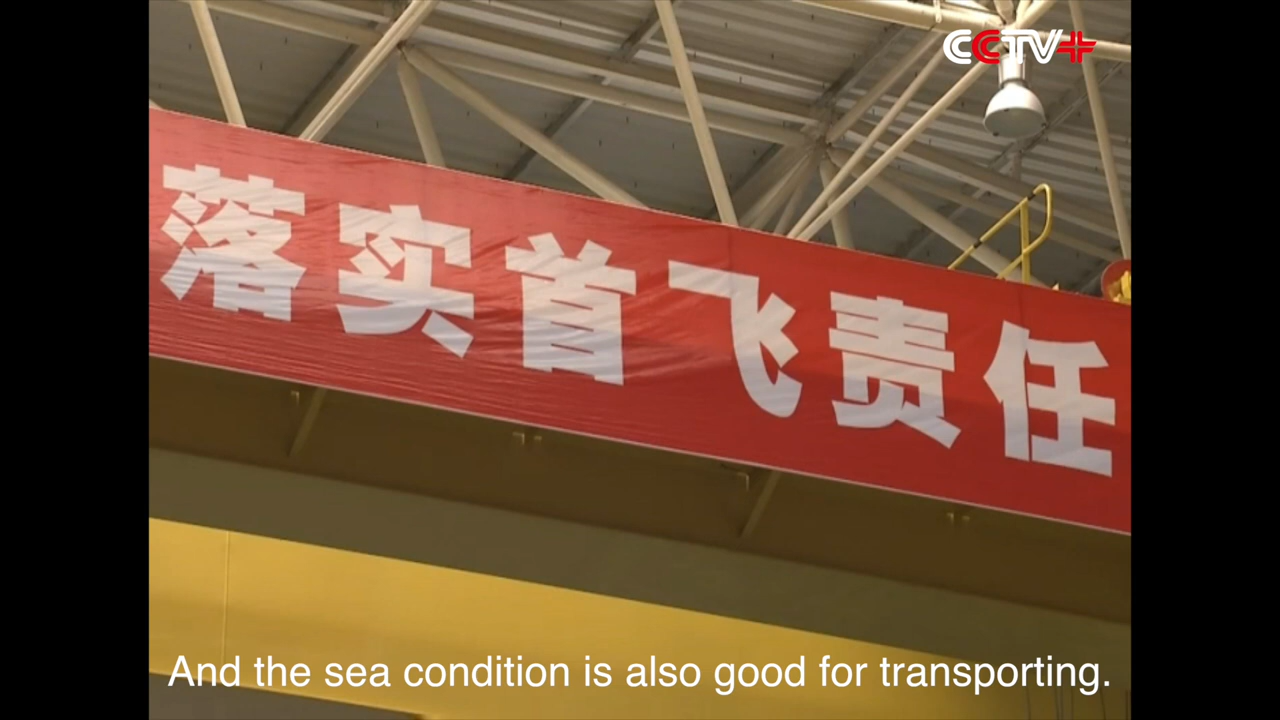 CCTV+
落实首飞责任
And the sea condition is also good for transporting.